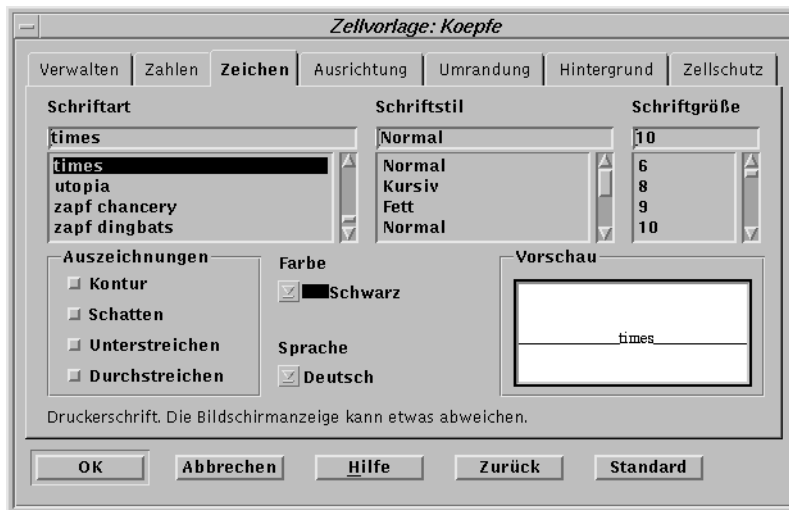 Zellvorlage: Koepfe
Verwalten Zahlen Zeichen Ausrichtung Umrandung Hintergrund Zellschutz
Schriftart Schriftstil Schriftgröße
times Normal 10
times Normal 6
utopia Kursiv 8
zapf chancery Fett 9
zapf dingbats Normal 10
Auszeichnungen Farbe Vorschau
Kontur
Schwarz
Schatten
times
Unterstreichen
Sprache
Durchstreichen Deutsch
Druckerschrift. Die Bildschirmanzeige kann etwas abweichen.
OK Abbrechen Hilfe Zurück Standard